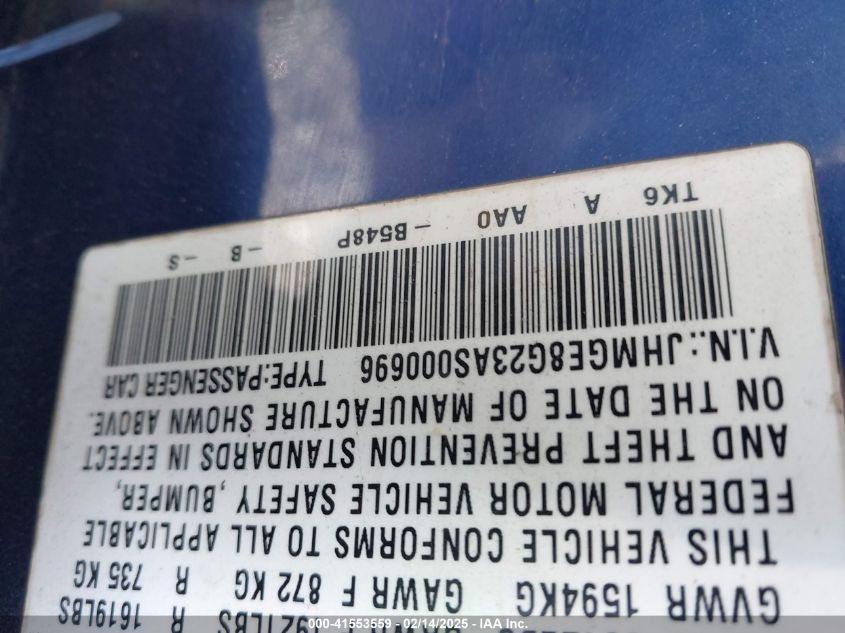 1619LBS
R
1921LBS
GVWR 1594KG GAWR F 872 KG R 735 KG
THIS VEHICLE CONFORMS TO ALL APPLICABLE
FEDERAL MOTOR VEHICLE SAFETY, BUMPER,
AND THEFT PREVENTION STANDARDS IN EFFECT
ON THE DATE OF MANUFACTURE SHOWN ABOVE.
V.I.N.:JHMGE8G23AS000696 TYPE:PASSENGER CAR
TK6 A AA0 -B548P -B -S
000-41553559 - 02/14/2025 - © IAA, Inc.